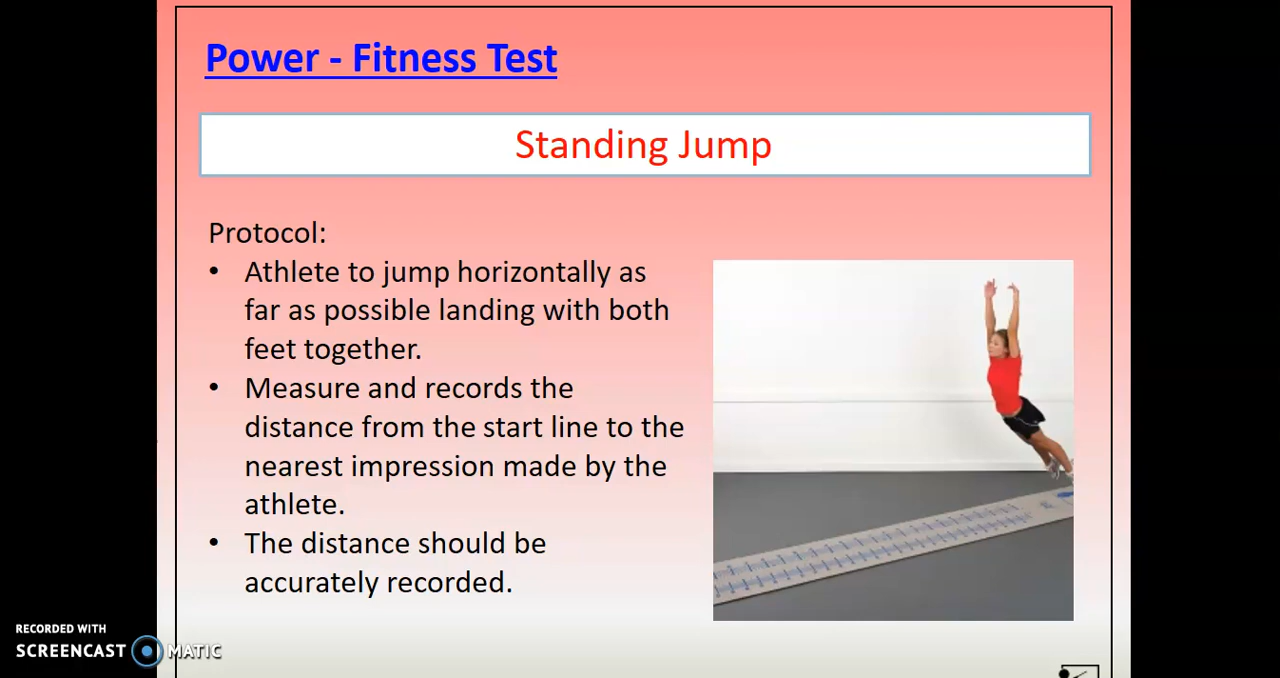 Power - Fitness Test
Standing Jump
Protocol:
• Athlete to jump horizontally as
far as possible landing with both
feet together.
• Measure and records the
distance from the start line to the
nearest impression made by the
athlete.
• The distance should be
accurately recorded.
RECORDED WITH
SCREENCAST MATIC